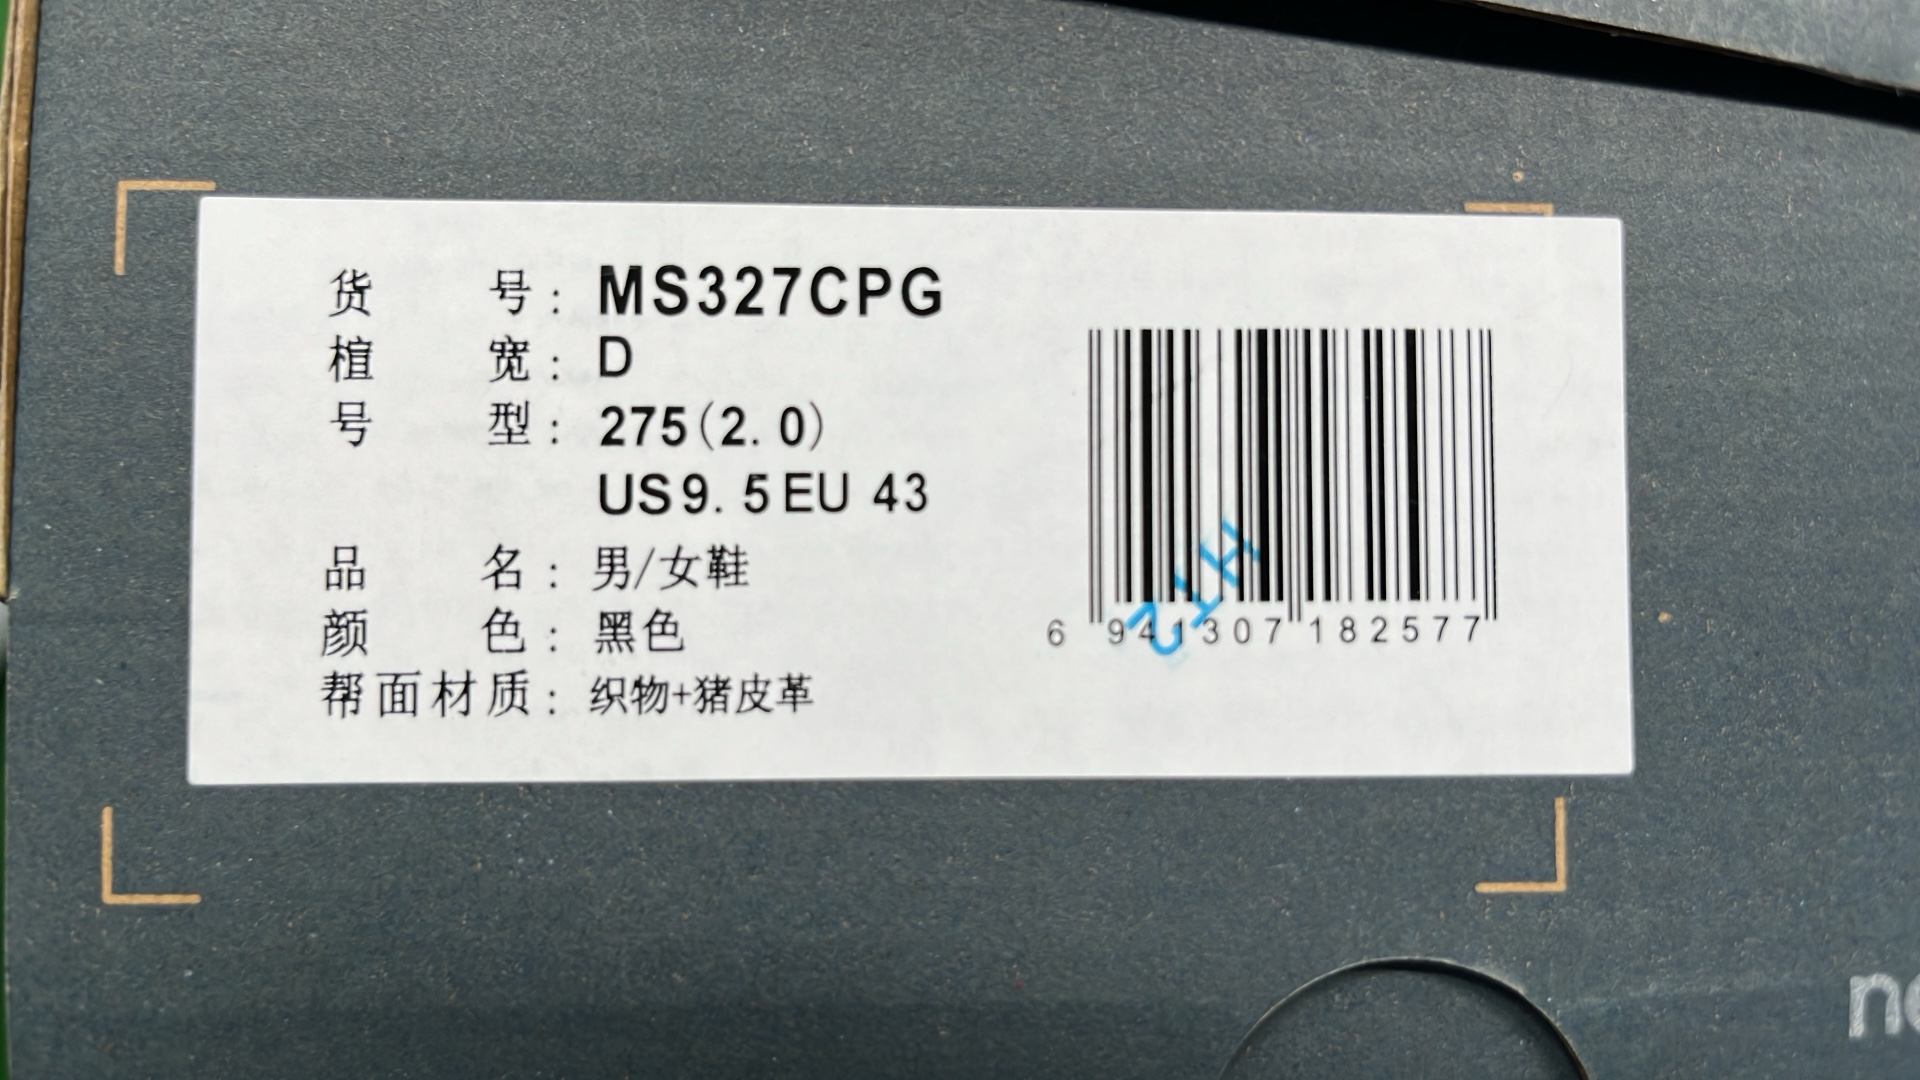 货 号：MS327CPG
楦 宽：D
号 型：275(2.0)
US9.5 EU 43
品 名：男/女鞋
颜 色：黑色
帮面材质：织物+猪皮革
6 941307 182577
HT2